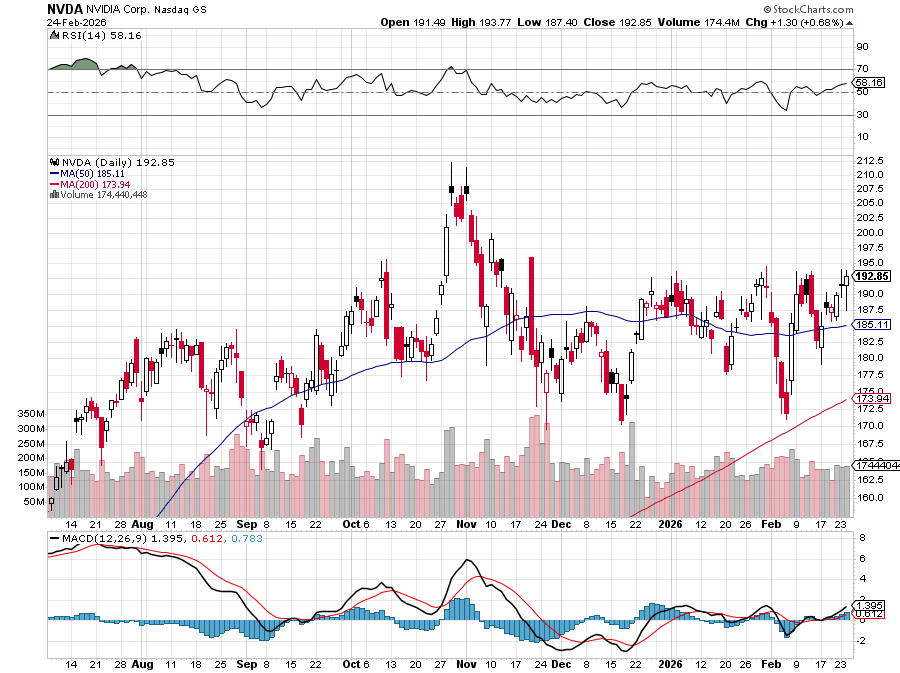 NVDA NVIDIA Corp. Nasdaq GS
© StockCharts.com
24-Feb-2026
Open 191.49 High 193.77 Low 187.40 Close 192.85 Volume 174.4M Chg +1.30 (+0.68%)
RSI(14) 58.16
90
70
58.16
50
30
10
NVDA (Daily) 192.85
MA(50) 185.11
MA(200) 173.94
Volume 174,440,448
212.5
210.0
207.5
205.0
202.5
200.0
197.5
195.0
192.85
190.0
187.5
185.11
182.5
180.0
177.5
175.0
173.94
172.5
170.0
167.5
17444044
162.5
160.0
350M
300M
250M
200M
150M
100M
50M
14 21 28 Aug 11 18 25 Sep 8 15 22 Oct 6 13 20 27 Nov 10 17 24 Dec 8 15 22 2026 12 20 26 Feb 9 17 23
MACD(12,26,9) 1.395, 0.612, 0.783
8
6
4
2
1.395
0.612
0
-2
14 21 28 Aug 11 18 25 Sep 8 15 22 Oct 6 13 20 27 Nov 10 17 24 Dec 8 15 22 2026 12 20 26 Feb 9 17 23